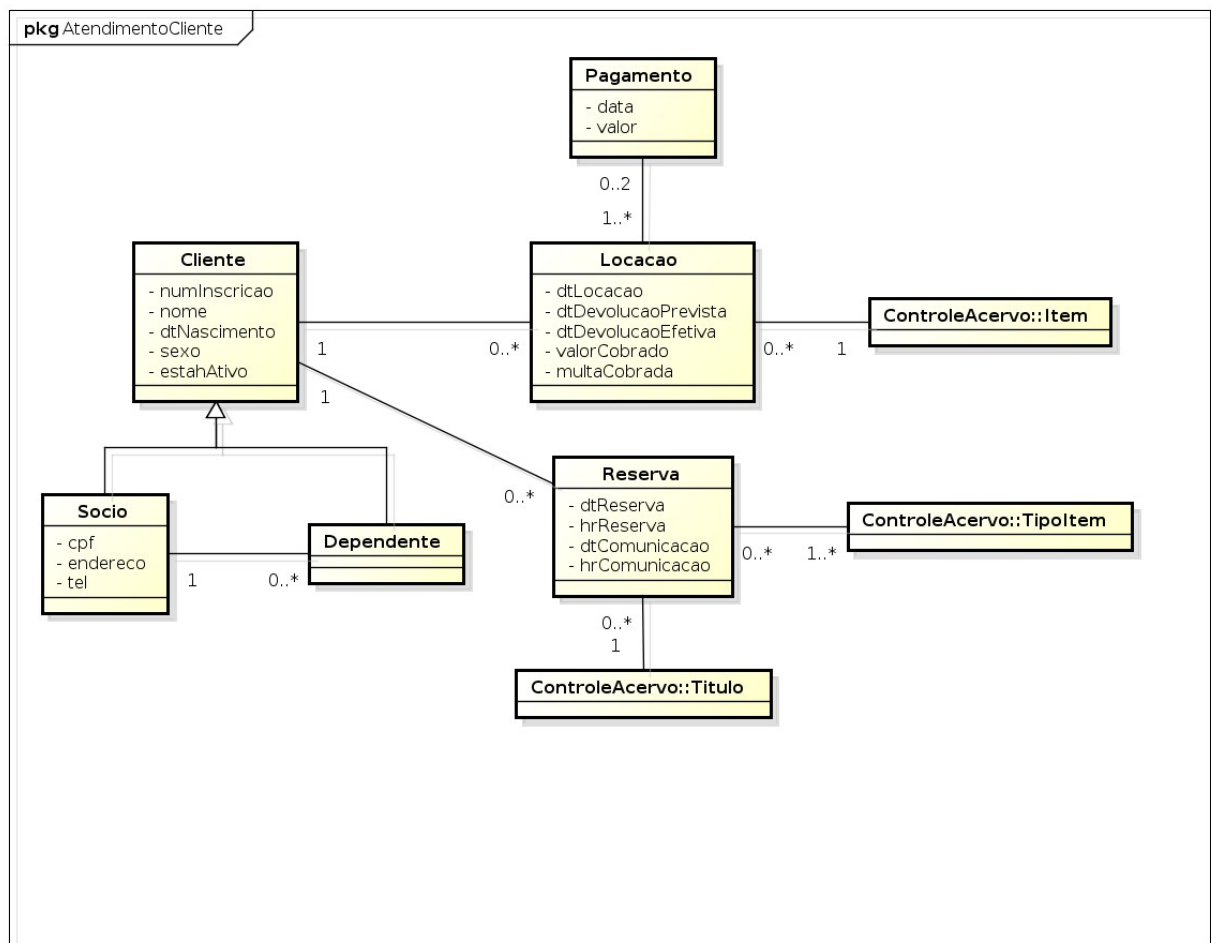 pkg AtendimentoCliente
Pagamento
- data
- valor
0..2
1..*
Cliente
- numInscricao
- nome
- dtNascimento
- sexo
- estahAtivo
Locacao
- dtLocacao
- dtDevolucaoPrevista
- dtDevolucaoEfetiva
- valorCobrado
- multaCobrada
ControleAcervo::Item
1
0..*
0..*
1
1
0..*
Reserva
- dtReserva
- hrReserva
- dtComunicacao
- hrComunicacao
ControleAcervo::TipoItem
0..*
1..*
Socio
- cpf
- endereco
- tel
Dependente
1
0..*
0..*
1
ControleAcervo::Titulo